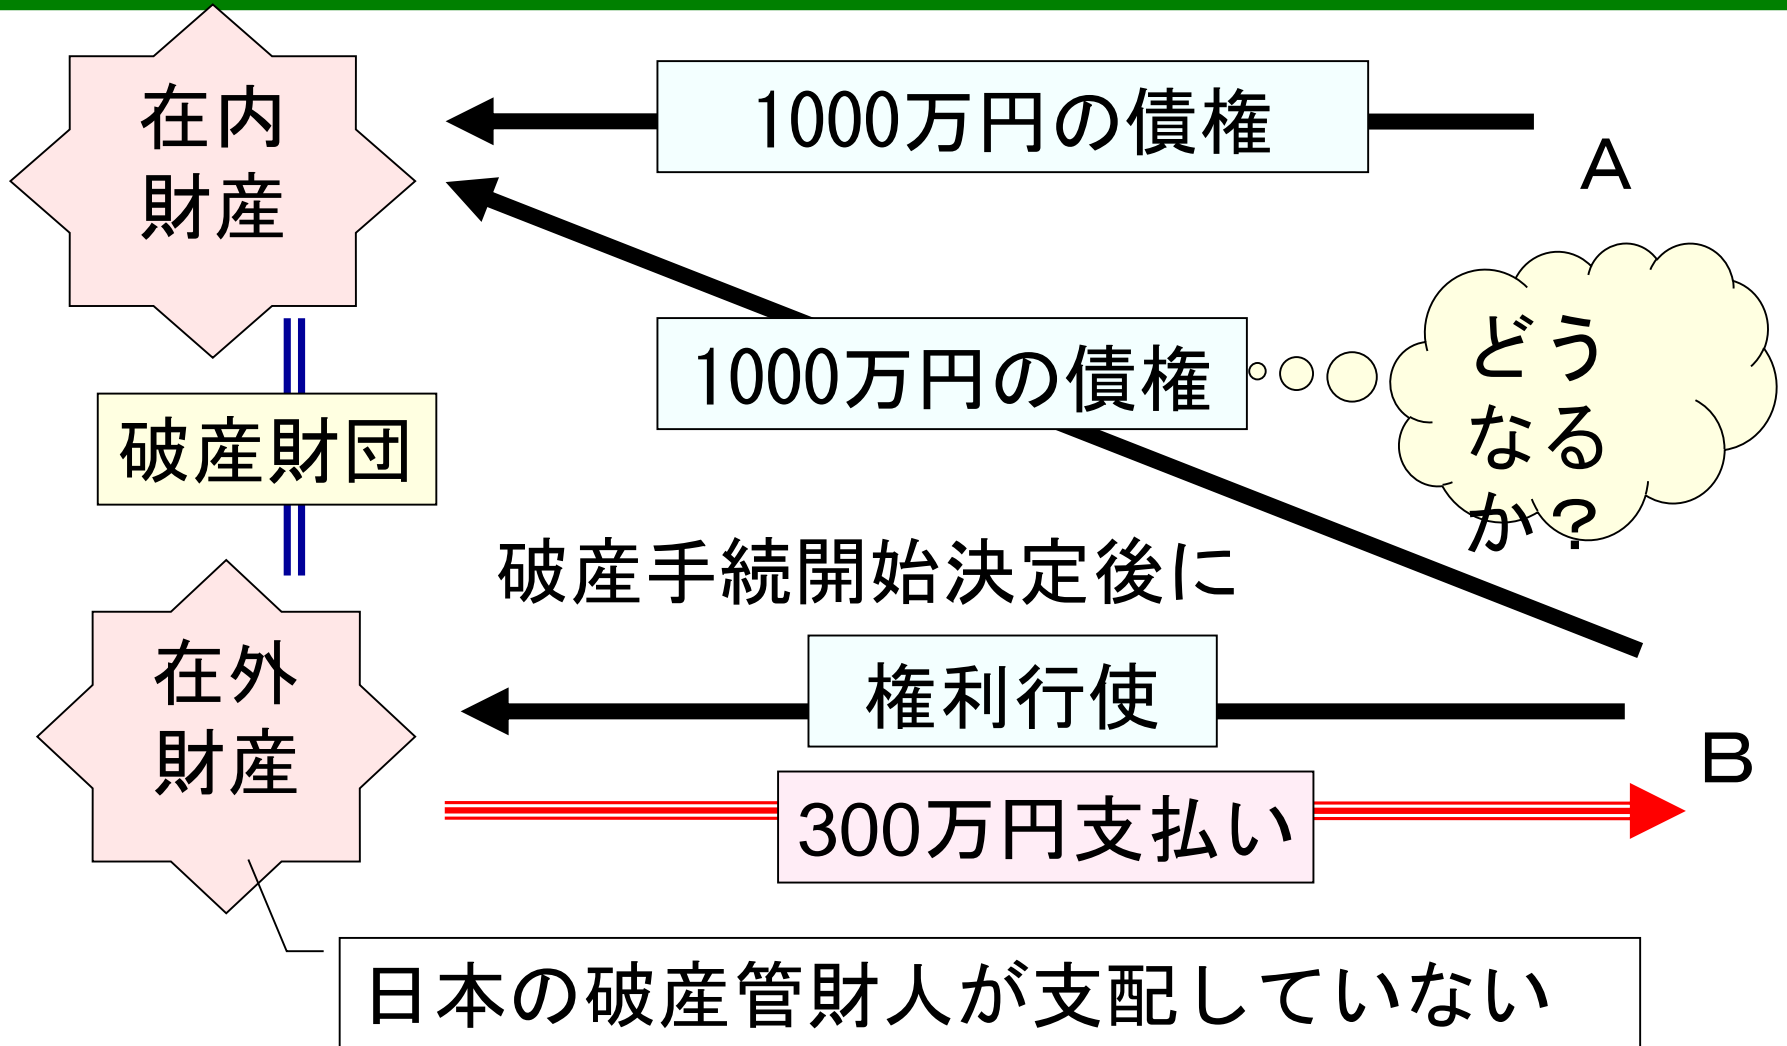 在内
財産
1000万円の債権
A
1000万円の債権
どう
なる
か？
破産財団
破産手続開始決定後に
在外
財産
権利行使
B
300万円支払い
日本の破産管財人が支配していない